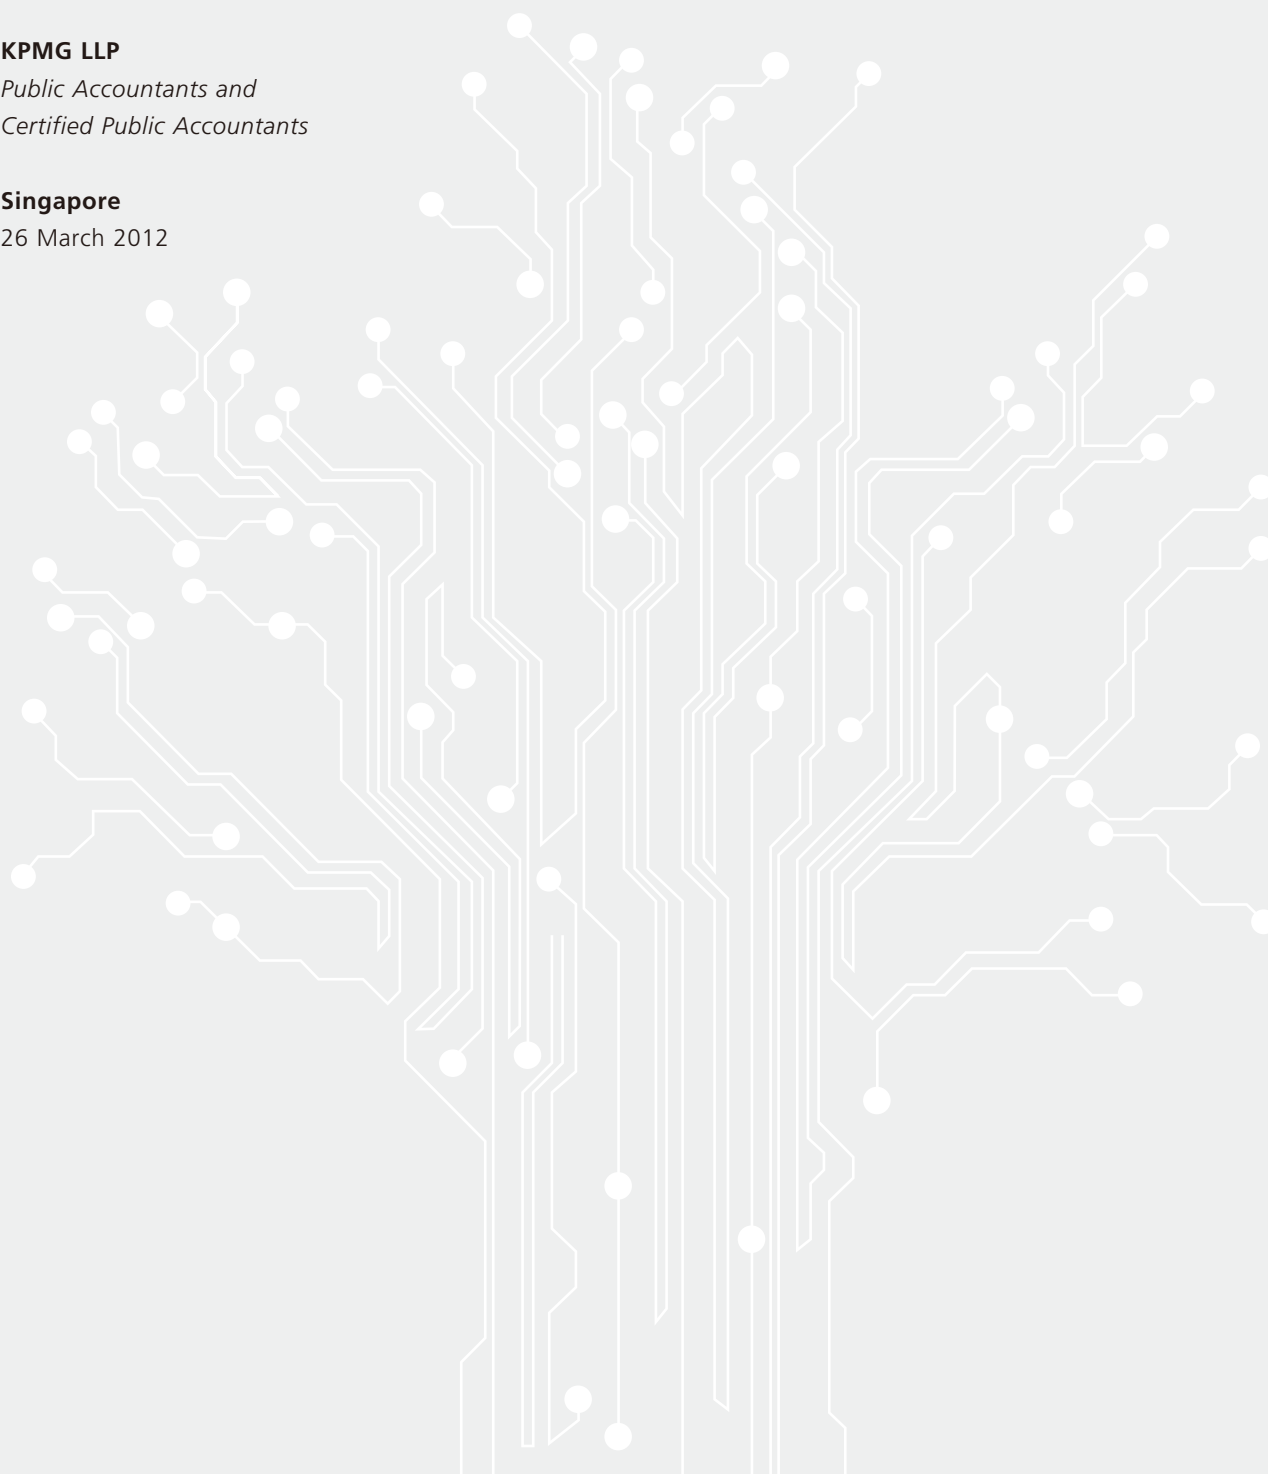 KPMG LLP
Public Accountants and
Certified Public Accountants
Singapore
26 March 2012